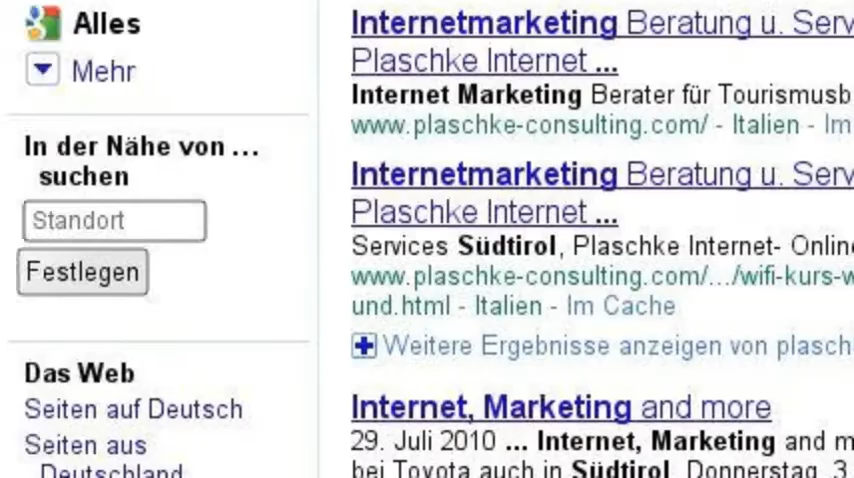 Alles
Mehr
In der Nähe von ...
suchen
Standort
Festlegen
Das Web
Seiten auf Deutsch
Seiten aus
Deutschland
Internetmarketing Beratung u. Serv
Plaschke Internet ...
Internet Marketing Berater für Tourismusb
www.plaschke-consulting.com/ - Italien - Im
Internetmarketing Beratung u. Serv
Plaschke Internet ...
Services Südtirol, Plaschke Internet- Online
www.plaschke-consulting.com/.../wifi-kurs-w
und.html - Italien - Im Cache
Weitere Ergebnisse anzeigen von plasch
Internet, Marketing and more
29. Juli 2010 ... Internet, Marketing and m
bei Toyota auch in Südtirol. Donnerstag, 3